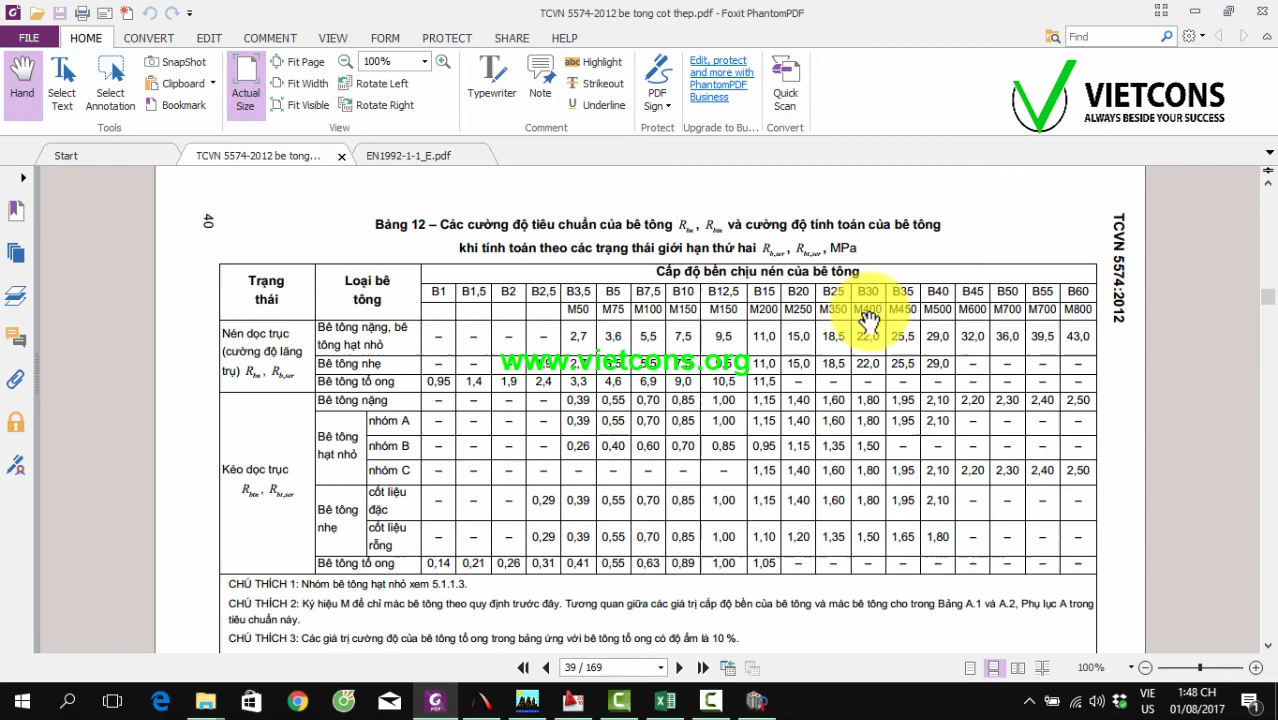 TCVN 5574-2012 be tong cot thep.pdf - Foxit PhantomPDF
FILE HOME CONVERT EDIT COMMENT VIEW FORM PROTECT SHARE HELP
Find
Hand
Select Text
Select Annotation
SnapShot
Clipboard
Bookmark
Tools
Actual Size
Fit Page
Fit Width
Fit Visible
100%
Rotate Left
Rotate Right
View
Typewriter
Note
Highlight
Strikeout
Underline
Comment
PDF Sign
Protect
Edit, protect
and more with
PhantomPDF
Business
Upgrade to Bu...
Quick Scan
Convert
VIETCONS
ALWAYS BESIDE YOUR SUCCESS
Start TCVN 5574-2012 be tong... EN1992-1-1_E.pdf
40
TCVN 5574:2012
Bảng 12 – Các cường độ tiêu chuẩn của bê tông Rbn, Rbtn và cường độ tính toán của bê tông
khi tính toán theo các trạng thái giới hạn thứ hai Rb,ser, Rbt,ser, MPa
Trạng thái Loại bê tông Cấp độ bền chịu nén của bê tông
B1 B1,5 B2 B2,5 B3,5 B5 B7,5 B10 B12,5 B15 B20 B25 B30 B35 B40 B45 B50 B55 B60
M50 M75 M100 M150 M150 M200 M250 M350 M400 M450 M500 M600 M700 M700 M800
Nén dọc trục (cường độ lăng trụ) Rbn, Rb,ser
Bê tông nặng, bê tông hạt nhỏ – – – – 2,7 3,6 5,5 7,5 9,5 11,0 15,0 18,5 22,0 25,5 29,0 32,0 36,0 39,5 43,0
Bê tông nhẹ – – – 1,9 2,7 3,5 5,5 7,5 9,5 11,0 15,0 18,5 22,0 25,5 29,0 – – – –
Bê tông tổ ong 0,95 1,4 1,9 2,4 3,3 4,6 6,9 9,0 10,5 11,5 – – – – – – – – –
www.vietcons.org
Kéo dọc trục Rbtn, Rbt,ser
Bê tông nặng – – – – 0,39 0,55 0,70 0,85 1,00 1,15 1,40 1,60 1,80 1,95 2,10 2,20 2,30 2,40 2,50
Bê tông hạt nhỏ
nhóm A – – – – 0,39 0,55 0,70 0,85 1,00 1,15 1,40 1,60 1,80 1,95 2,10 – – – –
nhóm B – – – – 0,26 0,40 0,60 0,70 0,85 0,95 1,15 1,35 1,50 – – – – – –
nhóm C – – – – – – – – – 1,15 1,40 1,60 1,80 1,95 2,10 2,20 2,30 2,40 2,50
Bê tông nhẹ
cốt liệu đặc – – – 0,29 0,39 0,55 0,70 0,85 1,00 1,15 1,40 1,60 1,80 1,95 2,10 – – – –
cốt liệu rỗng – – – 0,29 0,39 0,55 0,70 0,85 1,00 1,10 1,20 1,35 1,50 1,65 1,80 – – – –
Bê tông tổ ong 0,14 0,21 0,26 0,31 0,41 0,55 0,63 0,89 1,00 1,05 – – – – – – – – –
CHÚ THÍCH 1: Nhóm bê tông hạt nhỏ xem 5.1.1.3.
CHÚ THÍCH 2: Ký hiệu M để chỉ mác bê tông theo quy định trước đây. Tương quan giữa các giá trị cấp độ bền của bê tông và mác bê tông cho trong Bảng A.1 và A.2, Phụ lục A trong
tiêu chuẩn này.
CHÚ THÍCH 3: Các giá trị cường độ của bê tông tổ ong trong bảng ứng với bê tông tổ ong có độ ẩm là 10 %.
39 / 169
100%
VIE
US
1:48 CH
01/08/2017